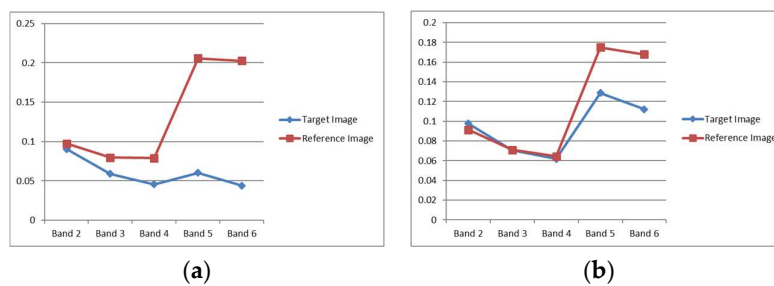 0.25
0.2
0.1
0.05
0
Band 2 Band 3 Band 4 Band 5 Band 6
Target Image
Reference Image
(a)
0.2
0.18
0.16
0.14
0.12
0.1
0.08
0.06
0.04
0.02
0
Band 2 Band 3 Band 4 Band 5 Band 6
Target Image
Reference Image
(b)